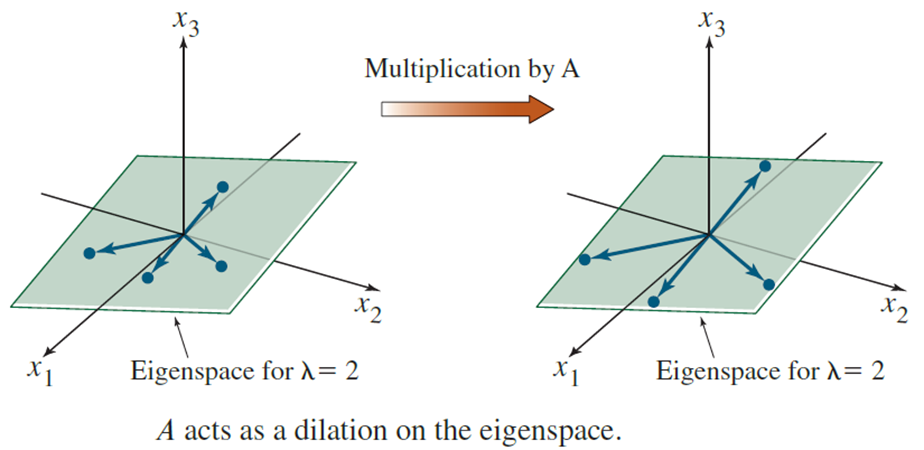 x₃
x₃
Multiplication by A
x₂
x₂
x₁
Eigenspace for λ= 2
x₁
Eigenspace for λ= 2
A acts as a dilation on the eigenspace.